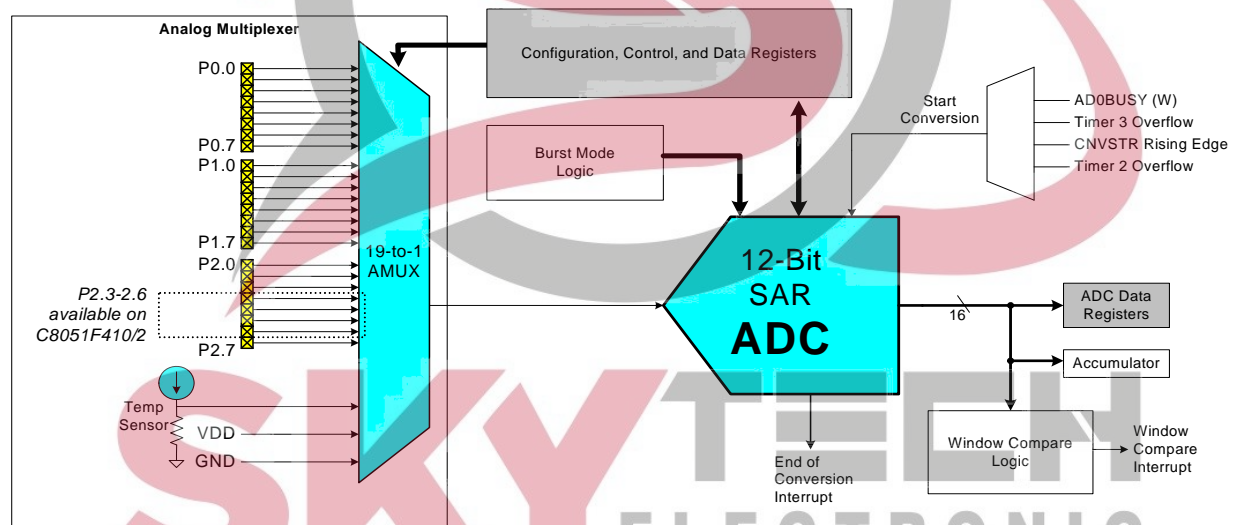 Analog Multiplexer
P0.0
P0.7
P1.0
P1.7
P2.0
P2.3-2.6
available on
C8051F410/2
P2.7
Temp
Sensor
VDD
GND
19-to-1
AMUX
Configuration, Control, and Data Registers
Burst Mode
Logic
Start
Conversion
AD0BUSY (W)
Timer 3 Overflow
CNVSTR Rising Edge
Timer 2 Overflow
12-Bit
SAR
ADC
16
ADC Data
Registers
Accumulator
Window Compare
Logic
Window
Compare
Interrupt
End of
Conversion
Interrupt
SKYTECH
ELECTRONIC